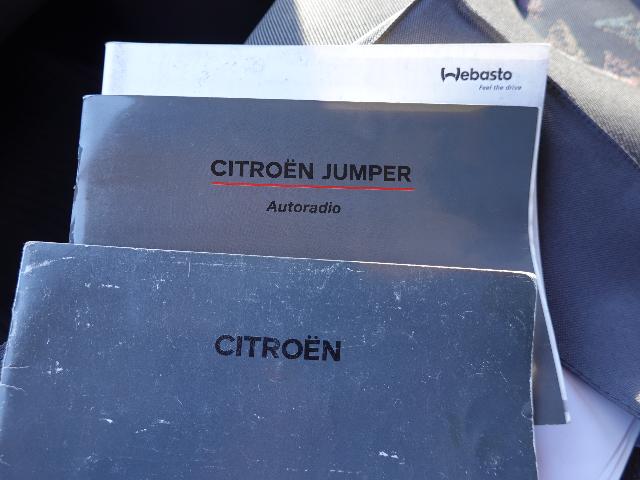 Webasto
Feel the drive
CITROËN JUMPER
Autoradio
CITROËN